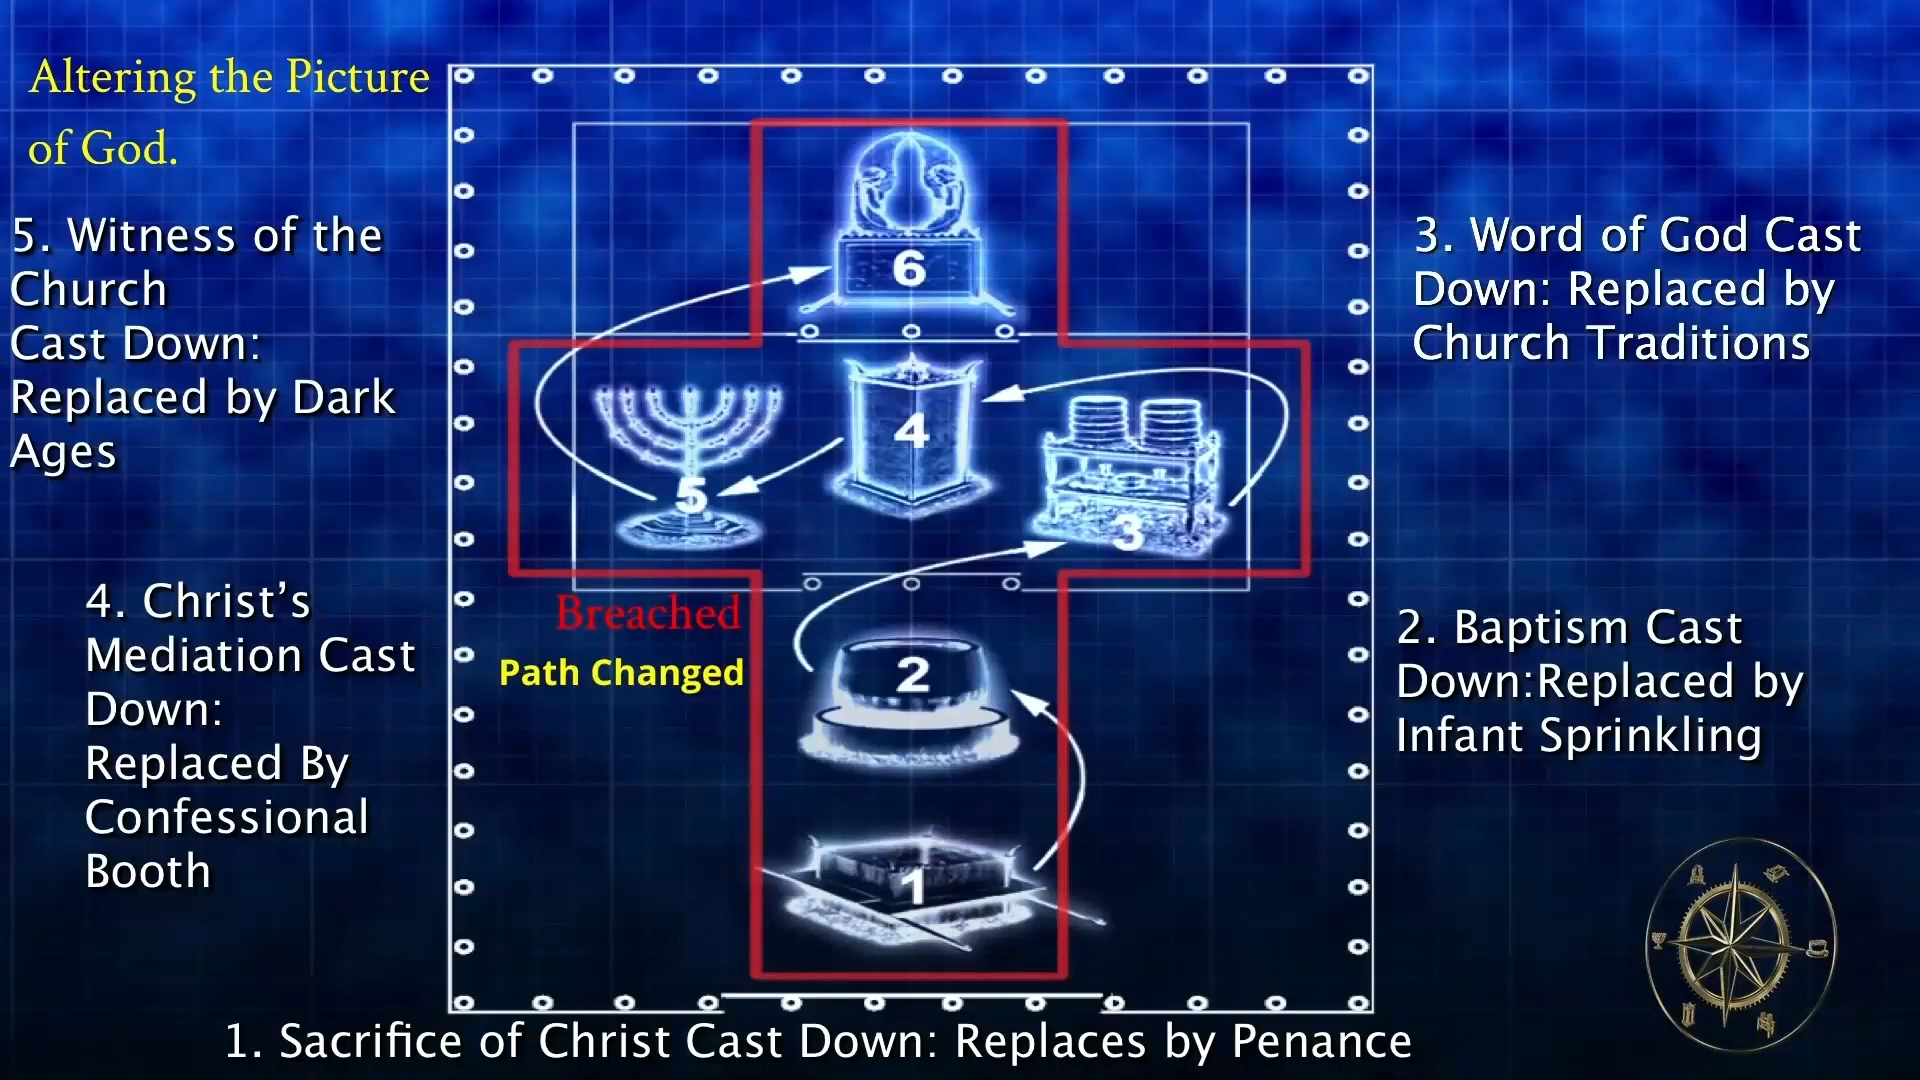 Altering the Picture
of God.
5. Witness of the
Church
Cast Down:
Replaced by Dark
Ages
4. Christ’s
Mediation Cast
Down:
Replaced By
Confessional
Booth
6
4
5
3
Breached
Path Changed
2
1
3. Word of God Cast
Down: Replaced by
Church Traditions
2. Baptism Cast
Down:Replaced by
Infant Sprinkling
1. Sacrifice of Christ Cast Down: Replaces by Penance